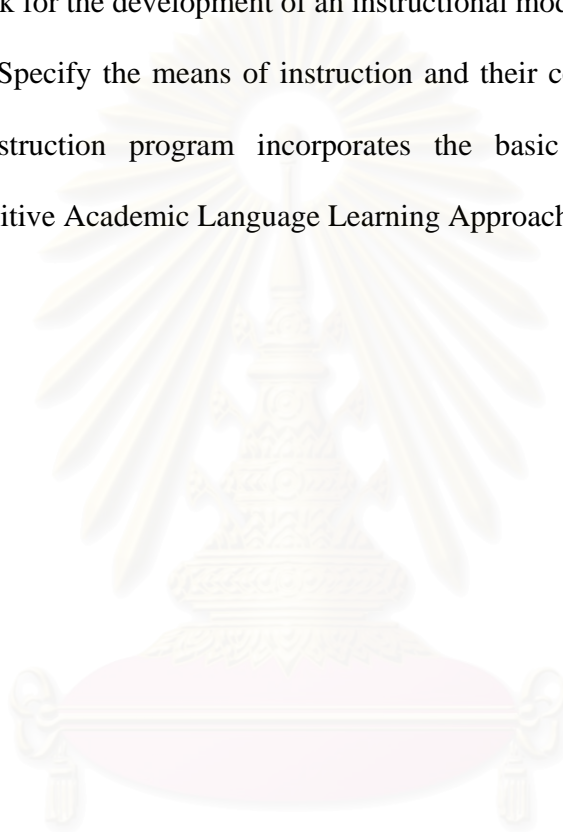 k for the development of an instructional mod
Specify the means of instruction and their c
struction program incorporates the basic
itive Academic Language Learning Approach